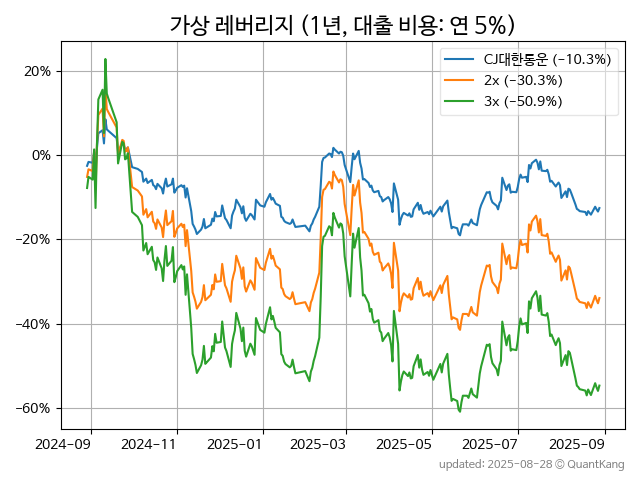 가상 레버리지 (1년, 대출 비용: 연 5%)
CJ대한통운 (−10.3%)
2x (−30.3%)
3x (−50.9%)
20%
0%
−20%
−40%
−60%
2024-09 2024-11 2025-01 2025-03 2025-05 2025-07 2025-09
updated: 2025-08-28 © QuantKang